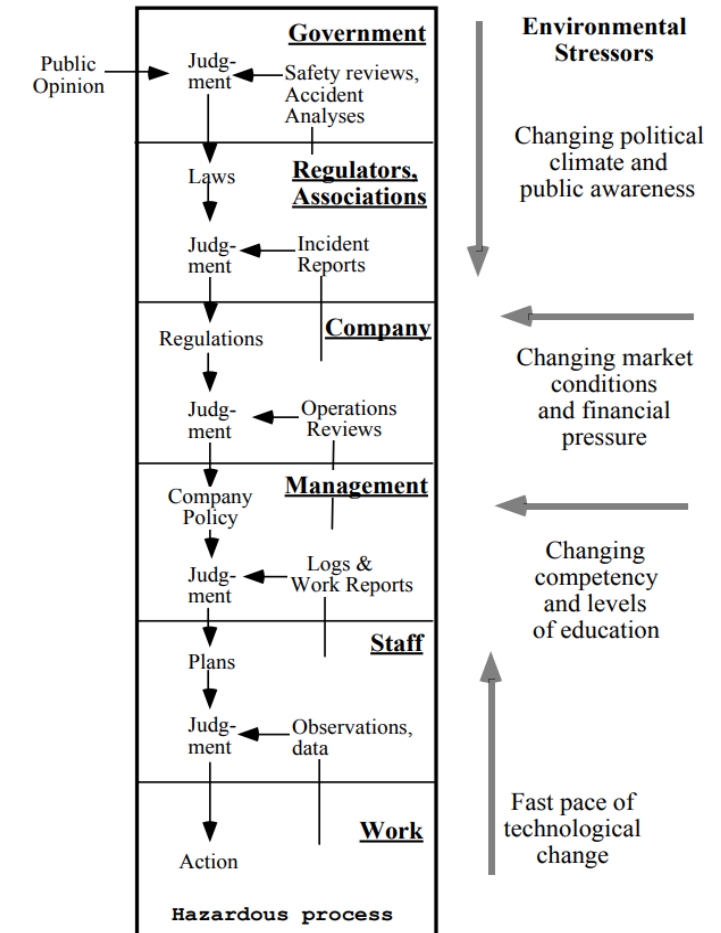 Government
Public
Opinion
Judg-
ment
Safety reviews,
Accident
Analyses
Laws
Regulators,
Associations
Judg-
ment
Incident
Reports
Company
Regulations
Judg-
ment
Operations
Reviews
Management
Company
Policy
Judg-
ment
Logs &
Work Reports
Staff
Plans
Judg-
ment
Observations,
data
Work
Action
Hazardous process
Environmental
Stressors
Changing political
climate and
public awareness
Changing market
conditions
and financial
pressure
Changing
competency
and levels
of education
Fast pace of
technological
change